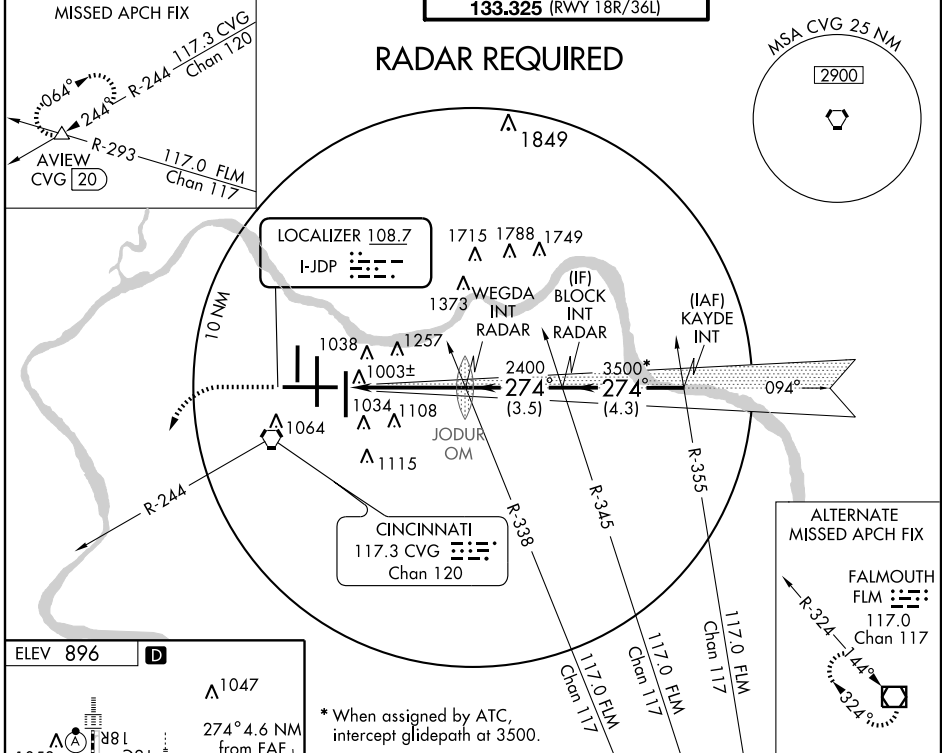 133.325 (RWY 18R/36L)
MISSED APCH FIX
117.3 CVG
R-244 Chan 120
064°
244°
R-293
117.0 FLM
Chan 117
AVIEW
CVG 20
RADAR REQUIRED
MSA CVG 25 NM
2900
1849
LOCALIZER 108.7
I-JDP
1715 1788 1749
1373
WEGDA
INT
RADAR
(IF)
BLOCK
INT
RADAR
(IAF)
KAYDE
INT
10 NM
1038
1257
1003±
2400
3500*
274°
274°
094°
(3.5)
(4.3)
1034
1108
1064
JODUR
OM
1115
R-244
R-338
R-345
R-355
CINCINNATI
117.3 CVG
Chan 120
117.0 FLM
Chan 117
117.0 FLM
Chan 117
117.0 FLM
Chan 117
ALTERNATE
MISSED APCH FIX
FALMOUTH
FLM
117.0
Chan 117
R-324
144°
324°
ELEV 896 D
1047
274° 4.6 NM
from FAF
A
18R
* When assigned by ATC,
intercept glidepath at 3500.